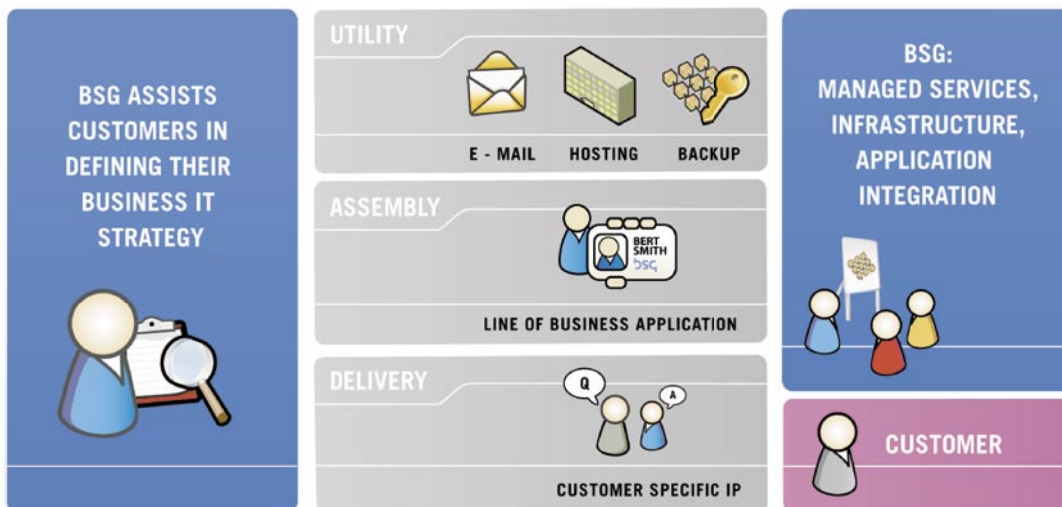 BSG ASSISTS
CUSTOMERS IN
DEFINING THEIR
BUSINESS IT
STRATEGY
UTILITY
E - MAIL HOSTING BACKUP
ASSEMBLY
BERT
SMITH
bsg
LINE OF BUSINESS APPLICATION
DELIVERY
Q
A
CUSTOMER SPECIFIC IP
BSG:
MANAGED SERVICES,
INFRASTRUCTURE,
APPLICATION
INTEGRATION
CUSTOMER